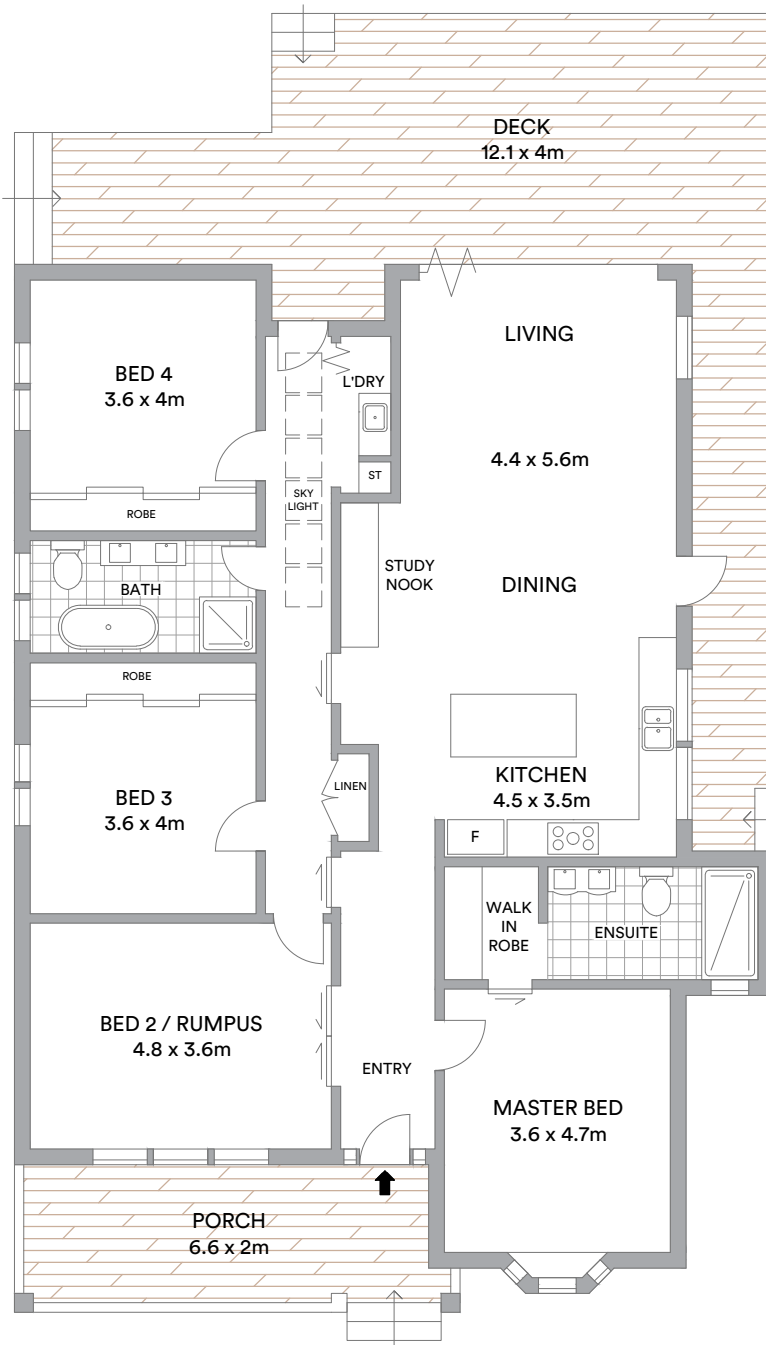 DECK
12.1 x 4m
LIVING
BED 4
3.6 x 4m
L'DRY
4.4 x 5.6m
ST
SKY
LIGHT
ROBE
STUDY
NOOK
DINING
BATH
ROBE
KITCHEN
4.5 x 3.5m
LINEN
BED 3
3.6 x 4m
F
WALK
IN
ROBE
ENSUITE
BED 2 / RUMPUS
4.8 x 3.6m
ENTRY
MASTER BED
3.6 x 4.7m
PORCH
6.6 x 2m